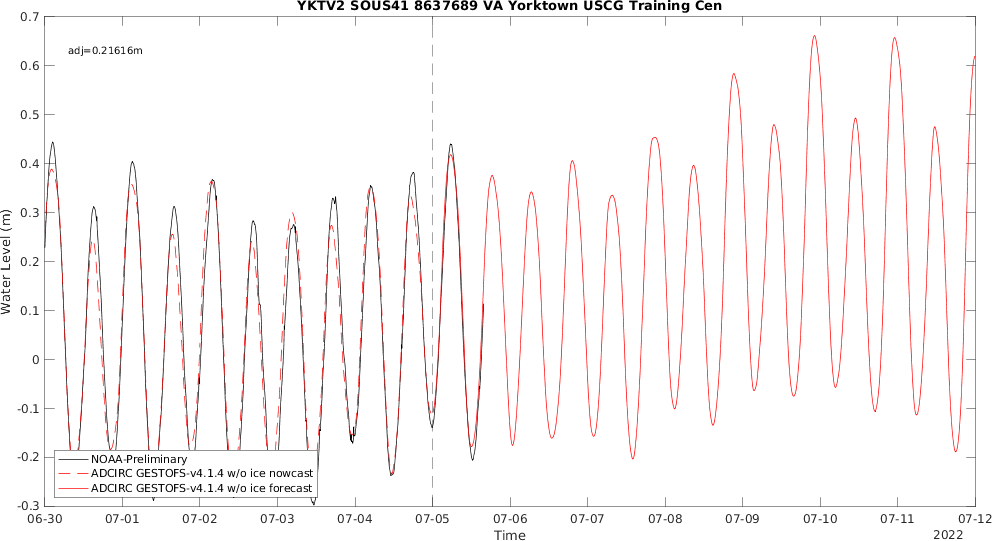 YKTV2 SOUS41 8637689 VA Yorktown USCG Training Cen
adj=0.21616m
0.7
0.6
0.5
0.4
0.3
0.2
0.1
0
-0.1
-0.2
-0.3
Water Level (m)
NOAA-Preliminary
ADCIRC GESTOFS-v4.1.4 w/o ice nowcast
ADCIRC GESTOFS-v4.1.4 w/o ice forecast
06-30 07-01 07-02 07-03 07-04 07-05 07-06 07-07 07-08 07-09 07-10 07-11 07-12
Time
2022